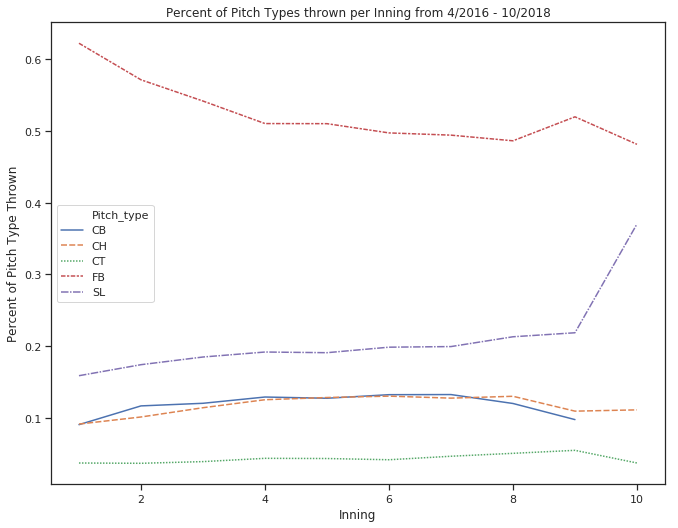 Percent of Pitch Types thrown per Inning from 4/2016 - 10/2018
Percent of Pitch Type Thrown
0.6
0.5
0.4
0.3
0.2
0.1
Pitch_type
CB
CH
CT
FB
SL
2
4
6
8
10
Inning